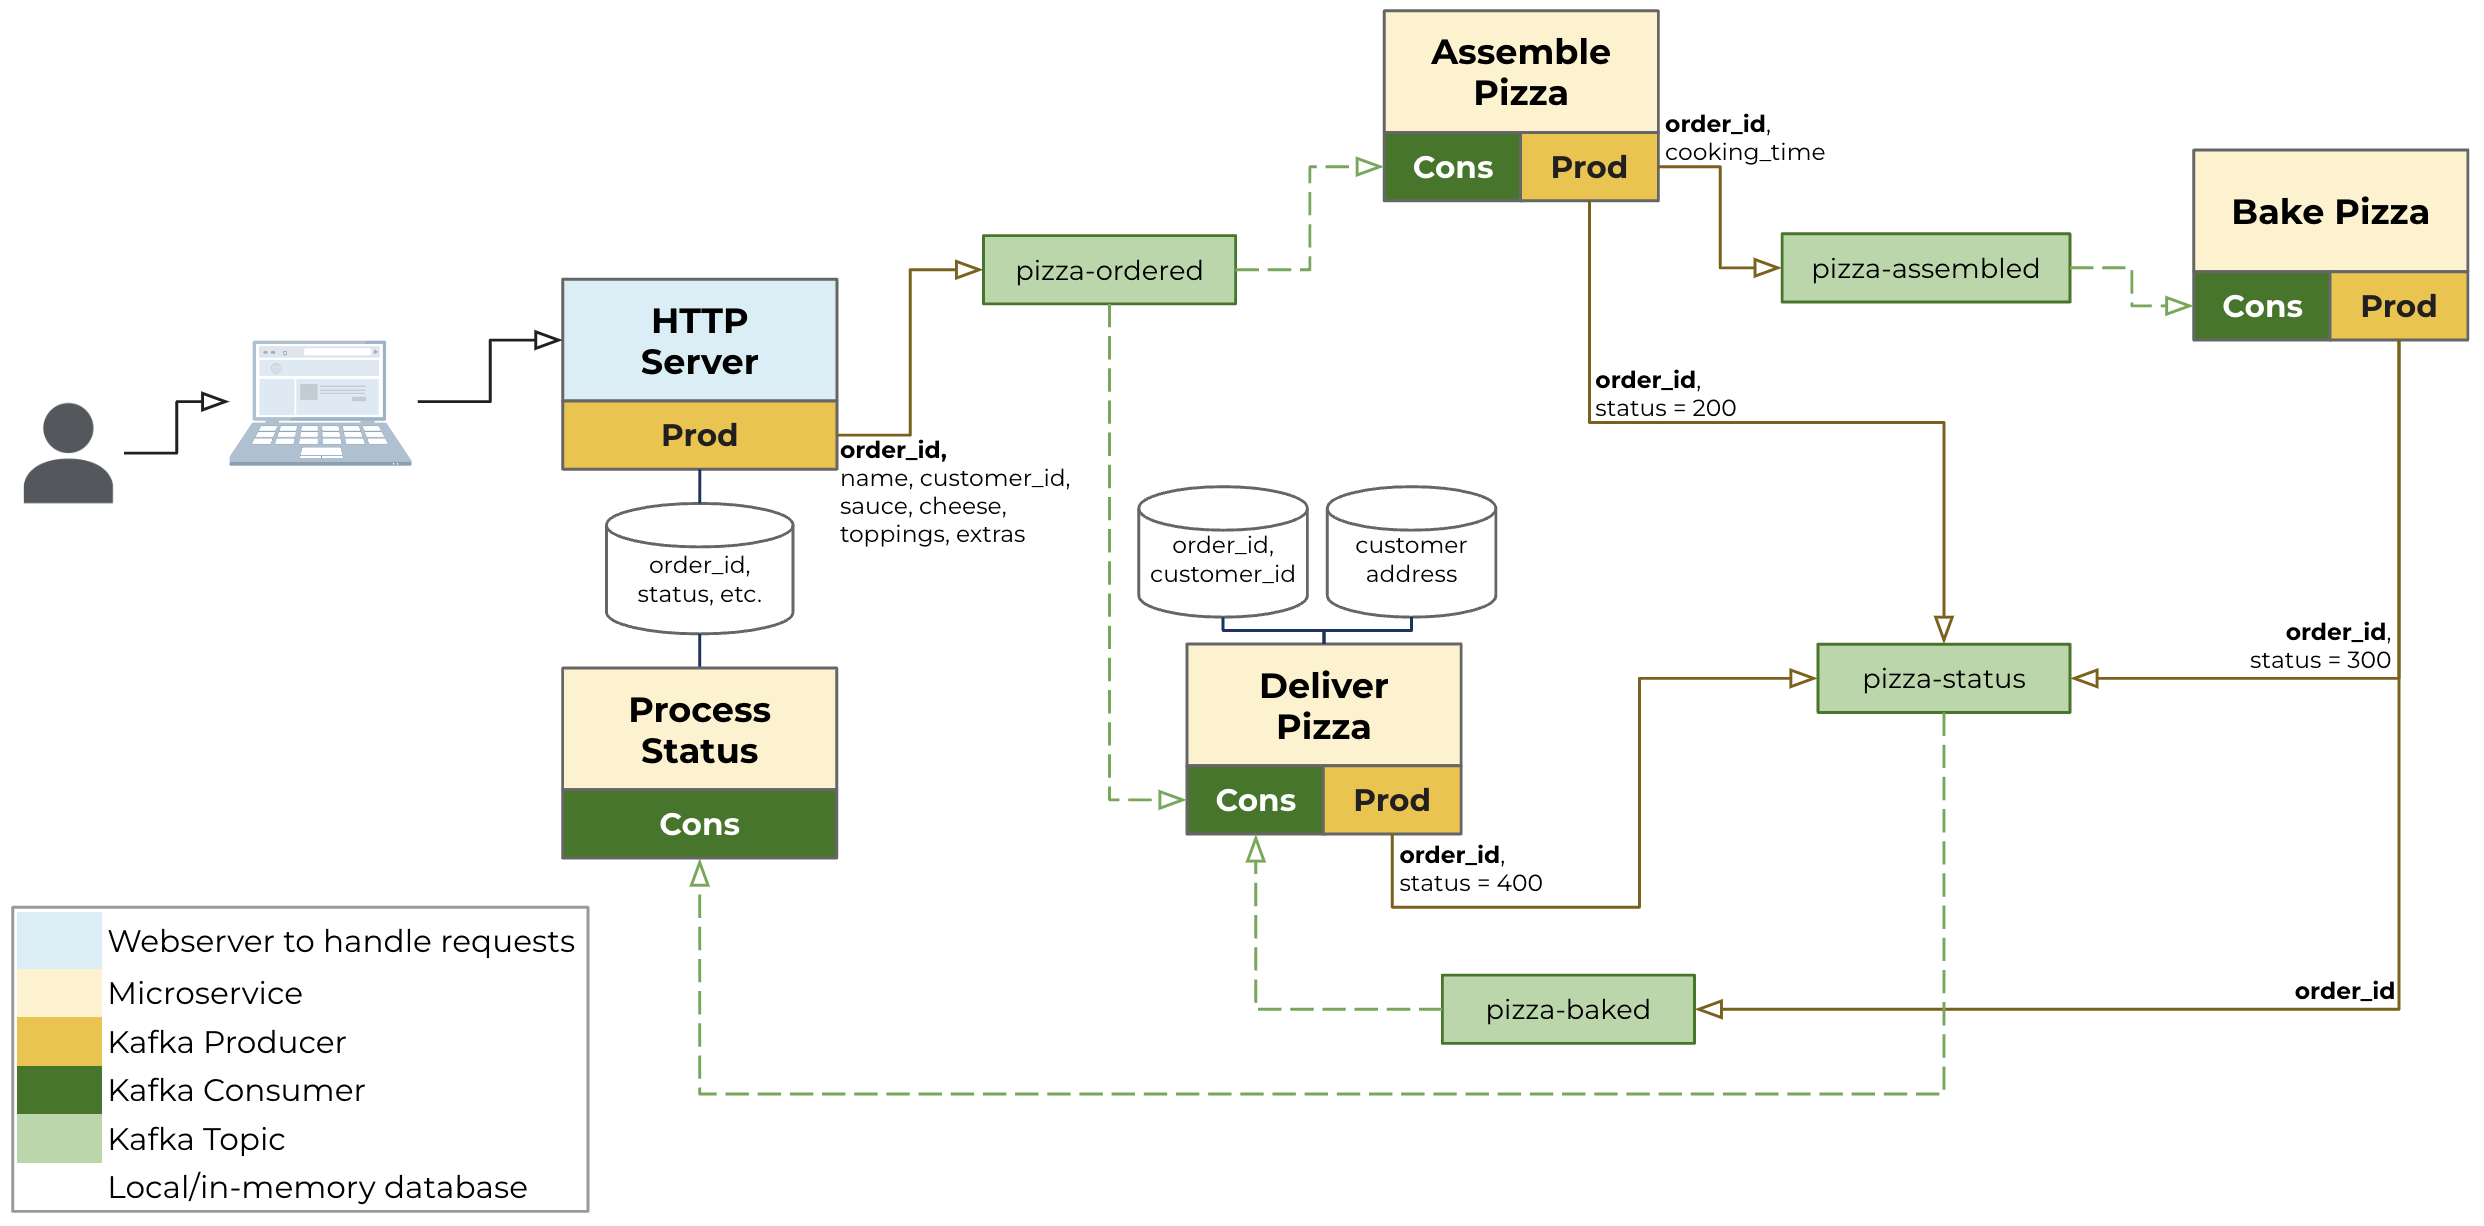 Assemble
Pizza
Cons
Prod
order_id,
cooking_time
Bake Pizza
Cons
Prod
pizza-ordered
pizza-assembled
HTTP
Server
Prod
order_id,
name, customer_id,
sauce, cheese,
toppings, extras
order_id,
status = 200
order_id,
status, etc.
order_id,
customer_id
customer
address
order_id,
status = 300
Process
Status
Cons
Deliver
Pizza
Cons
Prod
pizza-status
order_id,
status = 400
order_id
pizza-baked
Webserver to handle requests
Microservice
Kafka Producer
Kafka Consumer
Kafka Topic
Local/in-memory database